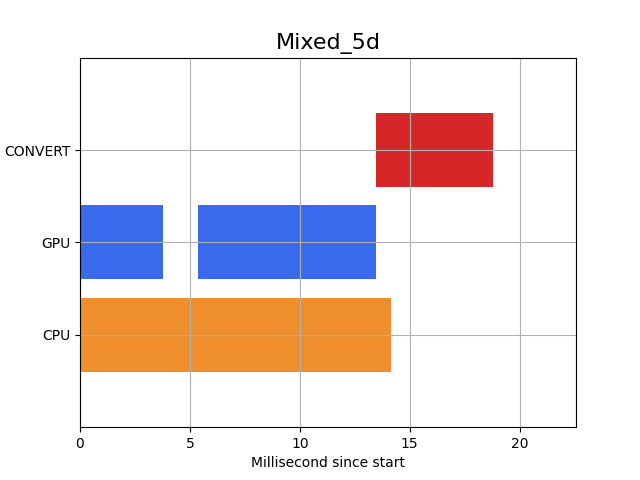 Mixed_5d
CONVERT
GPU
CPU
0 5 10 15 20
Millisecond since start